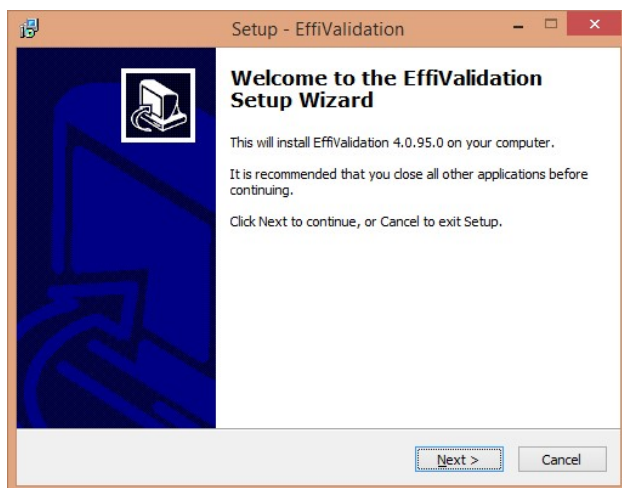 Setup - EffiValidation
Welcome to the EffiValidation
Setup Wizard
This will install EffiValidation 4.0.95.0 on your computer.
It is recommended that you close all other applications before
continuing.
Click Next to continue, or Cancel to exit Setup.
Next >
Cancel